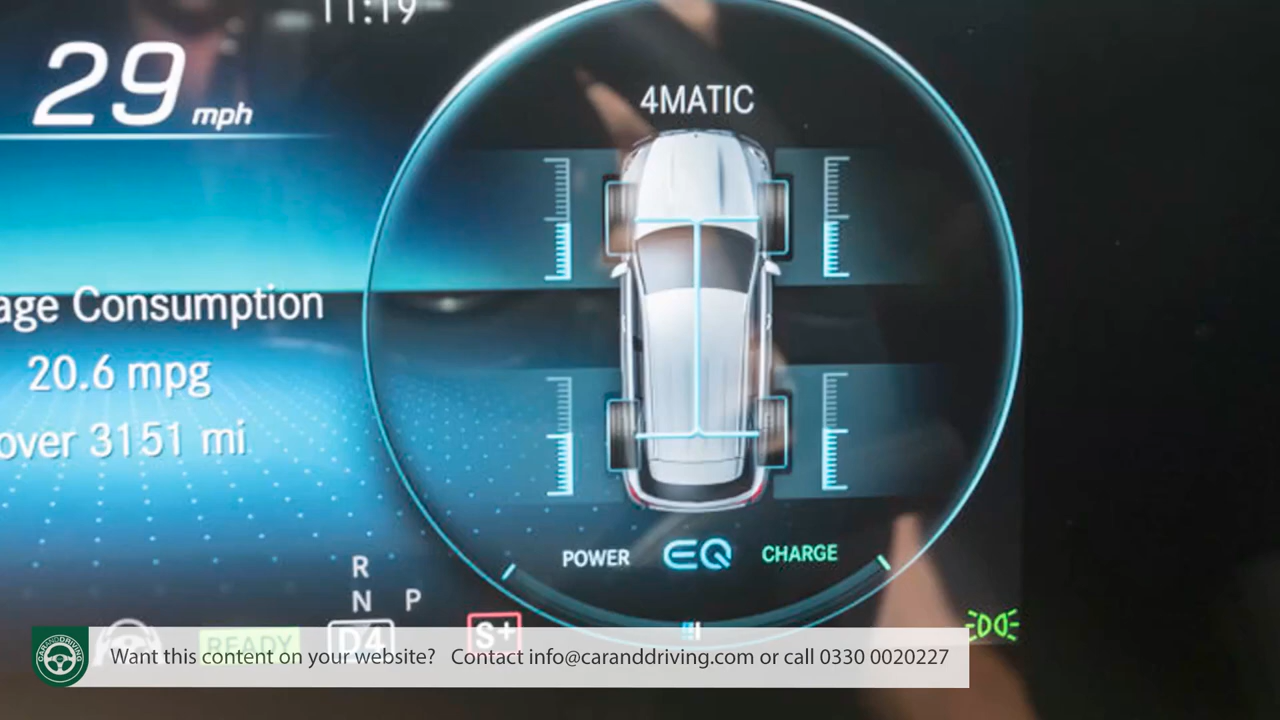 11:19
29 mph
4MATIC
age Consumption
20.6 mpg
over 3151 mi
POWER EQ CHARGE
R
N P
READY D4 S+
CARANDDRIVING
Want this content on your website? Contact info@caranddriving.com or call 0330 0020227